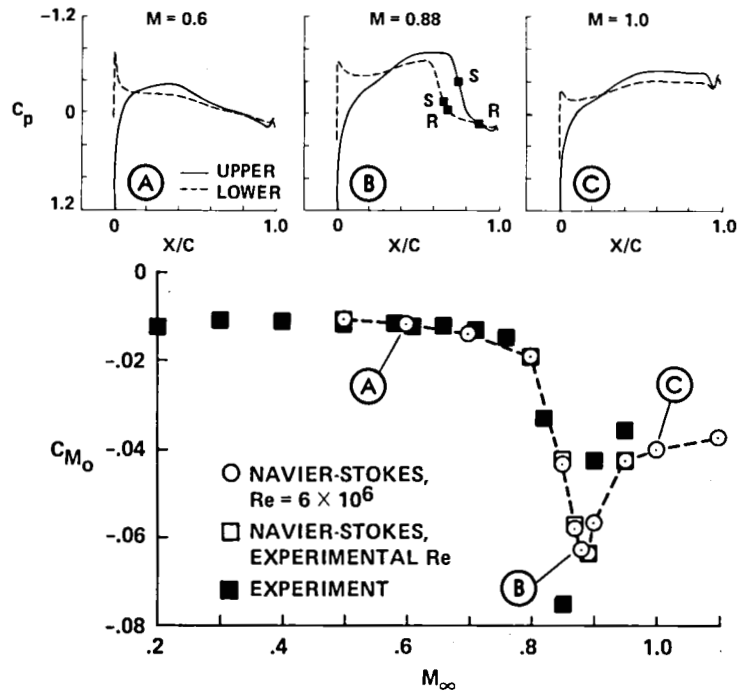 M = 0.6
M = 0.88
M = 1.0
-1.2
Cp
0
1.2
S
S
R
R
A
UPPER
LOWER
B
C
0
1.0
X/C
0
1.0
X/C
0
1.0
X/C
0
-.02
-.04
-.06
-.08
CMo
A
B
C
NAVIER-STOKES,
Re = 6 × 10⁶
NAVIER-STOKES,
EXPERIMENTAL Re
EXPERIMENT
.2
.4
.6
.8
1.0
M∞